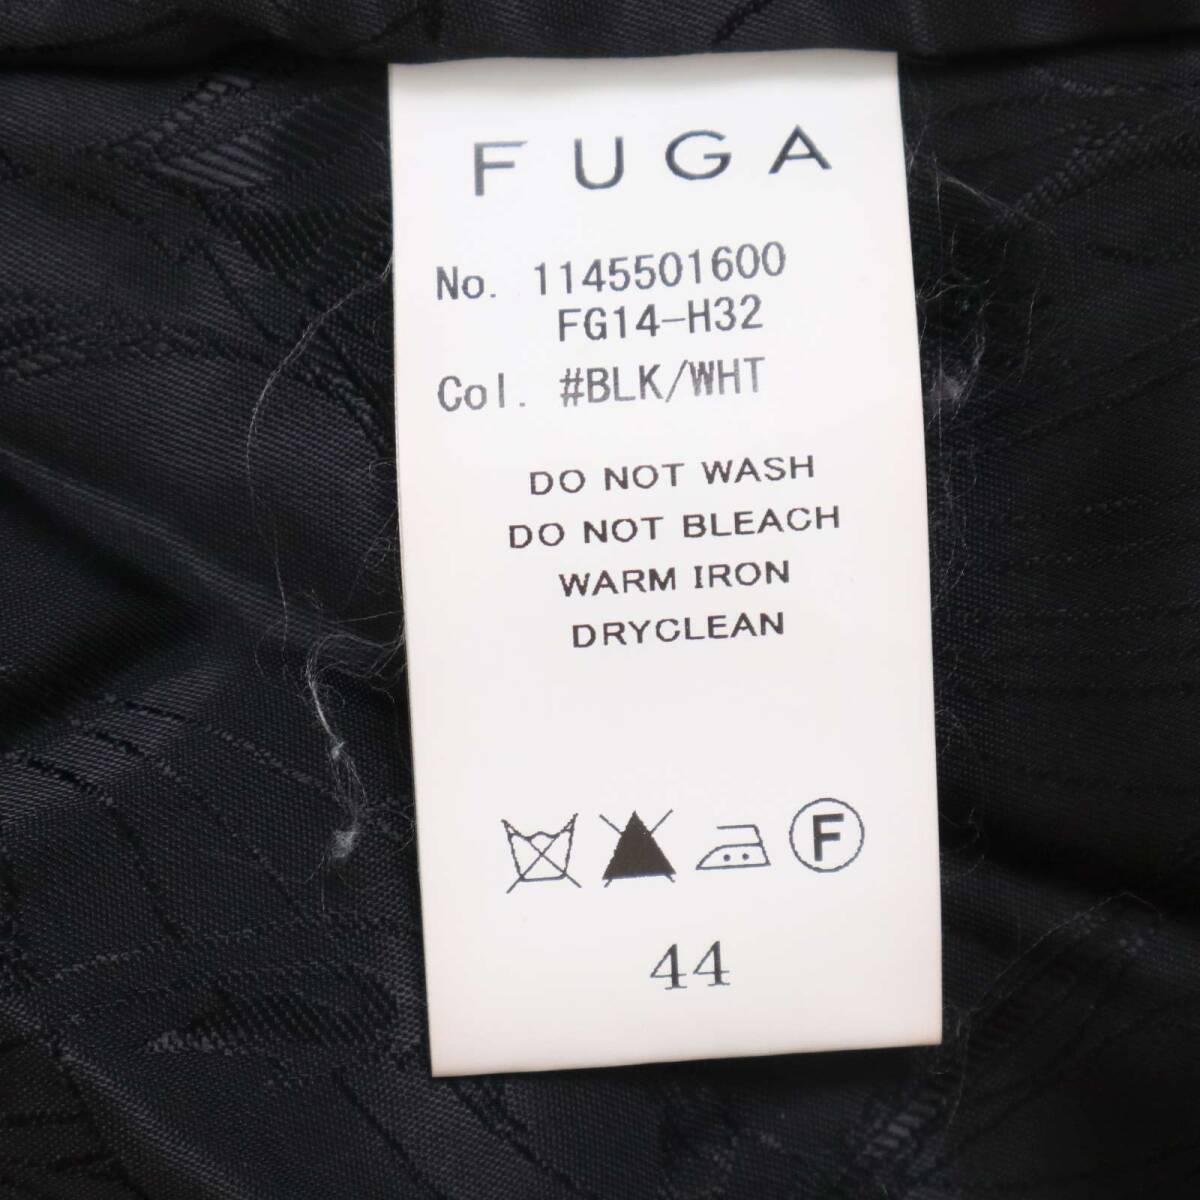 FUGA
No. 1145501600
FG14-H32
Col. #BLK/WHT
DO NOT WASH
DO NOT BLEACH
WARM IRON
DRYCLEAN
F
44